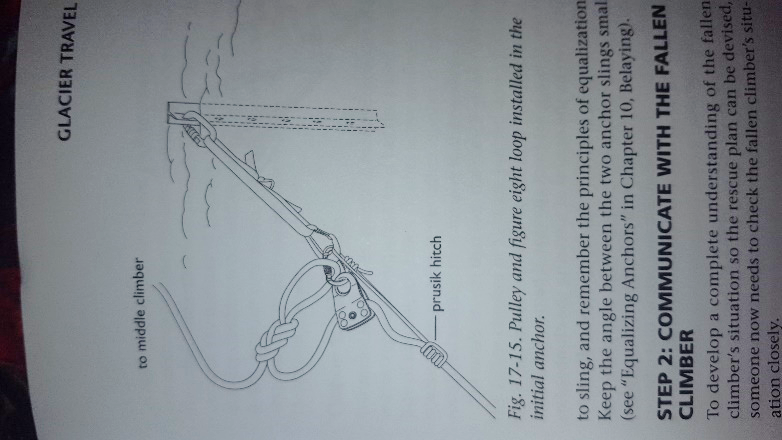 GLACIER TRAVEL
to middle climber
prusik hitch
Fig. 17-15. Pulley and figure eight loop installed in the
initial anchor.
to sling, and remember the principles of equalization
Keep the angle between the two anchor slings smal
(see "Equalizing Anchors" in Chapter 10, Belaying).
STEP 2: COMMUNICATE WITH THE FALLEN
CLIMBER
To develop a complete understanding of the fallen
climber's situation so the rescue plan can be devised,
someone now needs to check the fallen climber's situ-
ation closely.